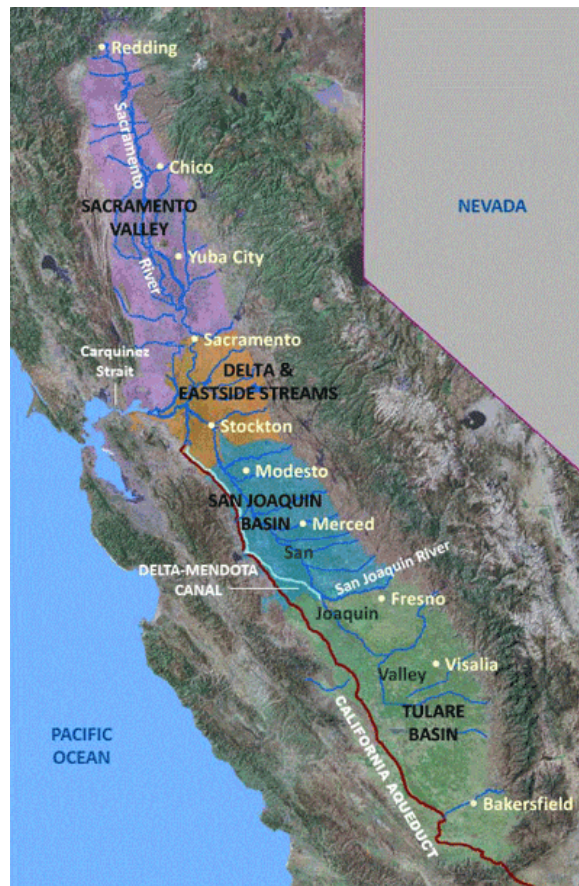 Redding
Sacramento
Chico
SACRAMENTO
VALLEY
NEVADA
Yuba City
River
Sacramento
Carquinez
Strait
DELTA &
EASTSIDE STREAMS
Stockton
Modesto
SAN JOAQUIN
BASIN
Merced
San
DELTA-MENDOTA
CANAL
San Joaquin River
Fresno
Joaquin
Visalia
Valley
TULARE
BASIN
PACIFIC
OCEAN
CALIFORNIA AQUEDUCT
Bakersfield